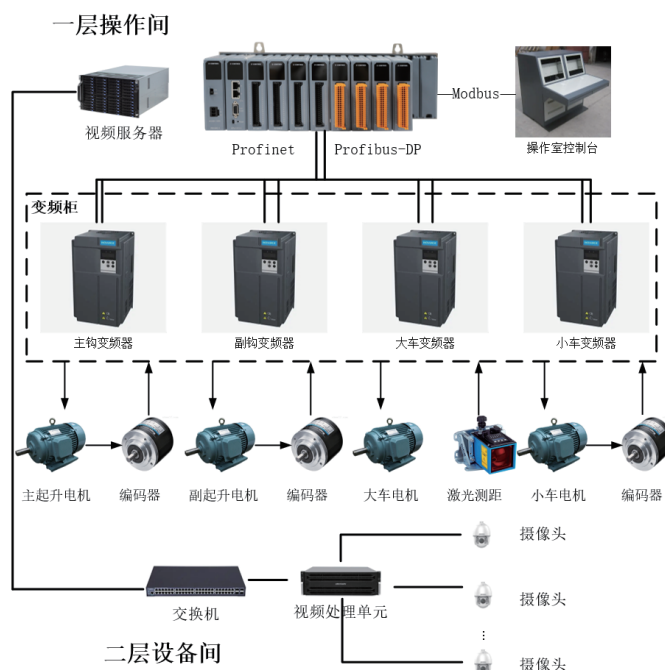 一层操作间
视频服务器
Modbus
操作室控制台
Profinet
Profibus-DP
变频柜
主钩变频器
副钩变频器
大车变频器
小车变频器
主起升电机
编码器
副起升电机
编码器
大车电机
激光测距
小车电机
编码器
摄像头
交换机
视频处理单元
摄像头
...
二层设备间
摄像头